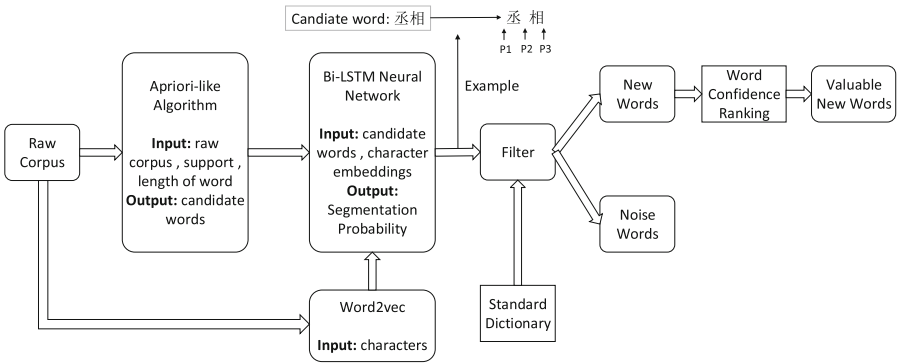 Candiate word: 丞相
丞 相
P1 P2 P3
Example
Raw
Corpus
Apriori-like
Algorithm
Input: raw
corpus , support ,
length of word
Output: candidate
words
Bi-LSTM Neural
Network
Input: candidate
words , character
embeddings
Output:
Segmentation
Probability
Word2vec
Input: characters
Filter
Standard
Dictionary
New
Words
Noise
Words
Word
Confidence
Ranking
Valuable
New Words